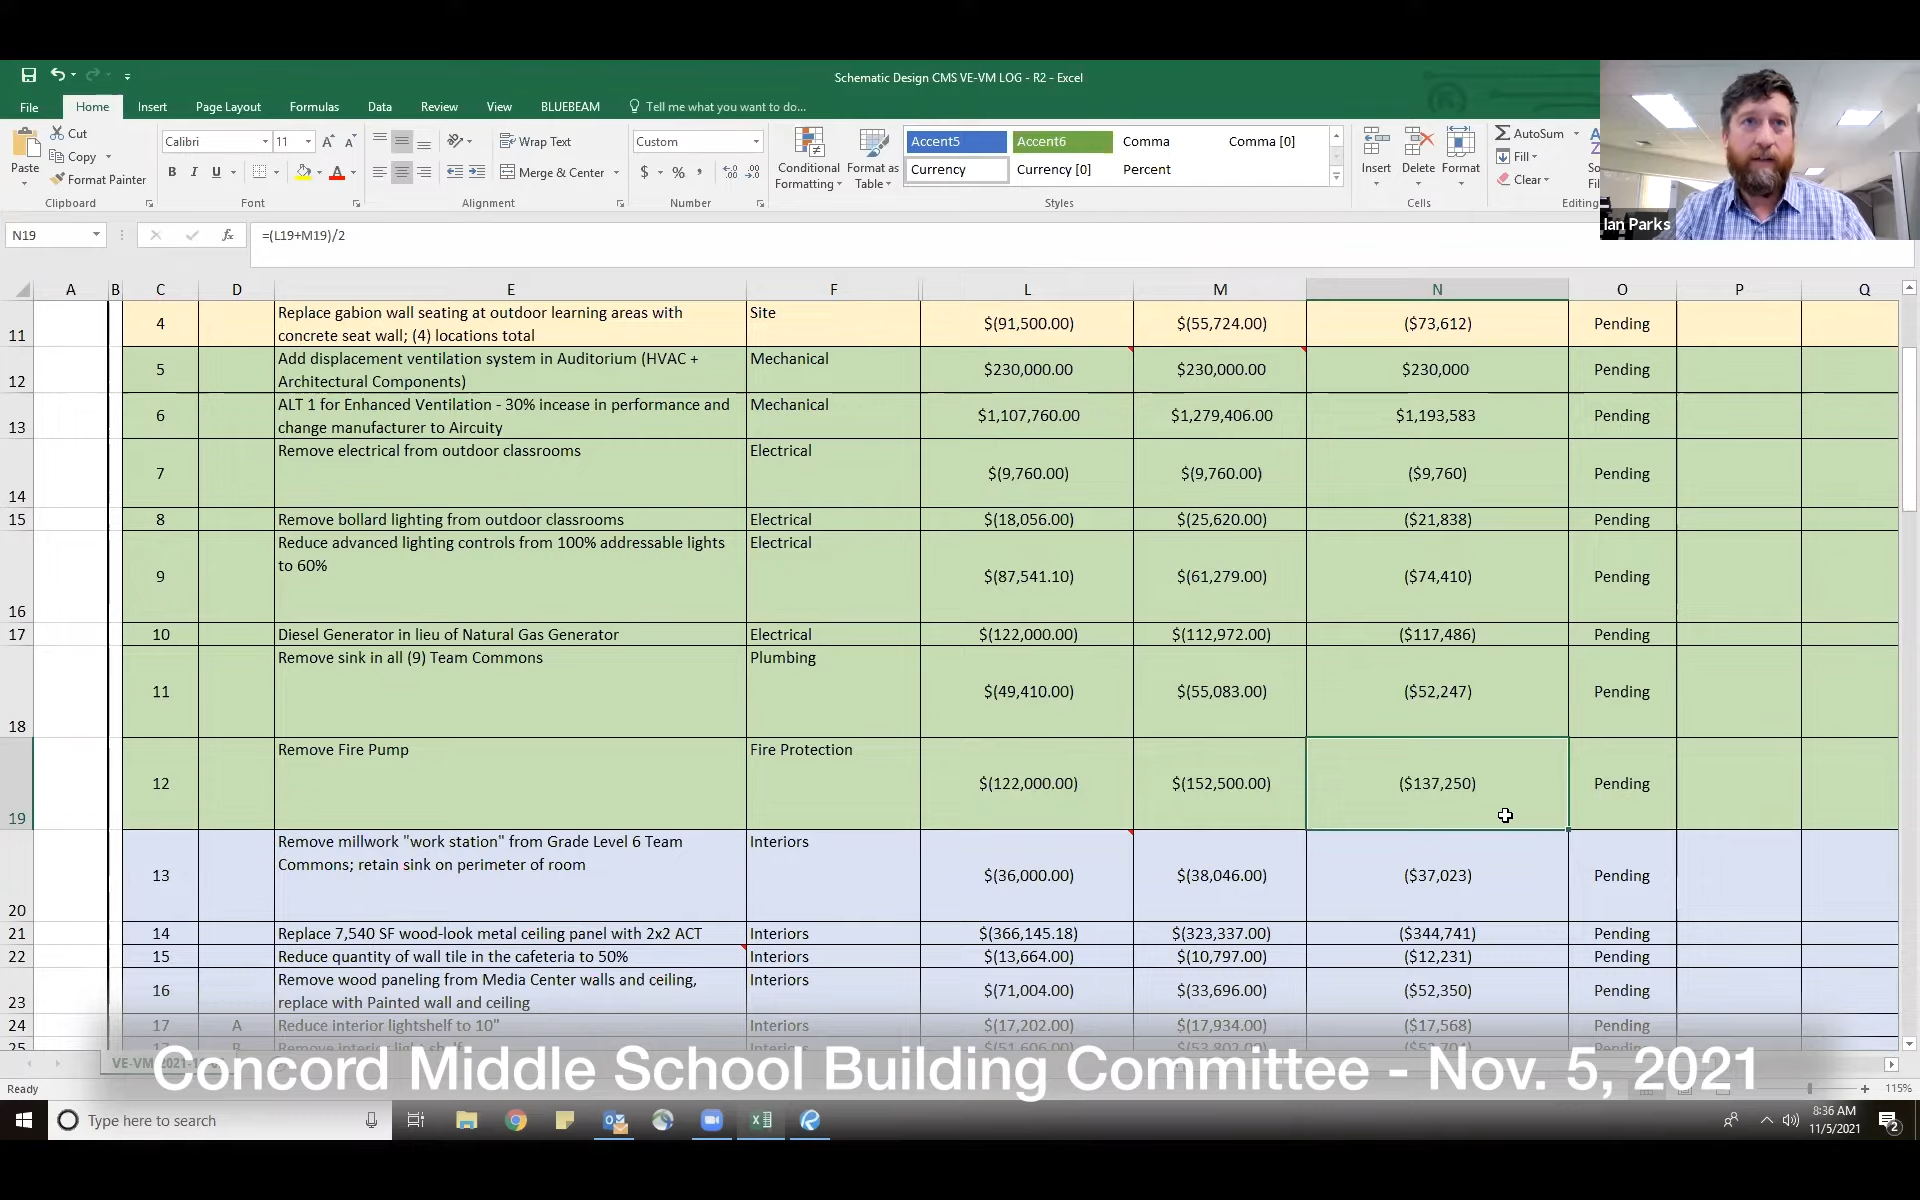 Schematic Design CMS VE-VM LOG - R2 - Excel
File Home Insert Page Layout Formulas Data Review View BLUEBEAM Tell me what you want to do...
Cut
Copy
Format Painter
Paste
Clipboard
Calibri 11
Font
Wrap Text
Merge & Center
Alignment
Custom
$ % ,
Number
Conditional Formatting
Format as Table
Accent5 Accent6 Comma Comma [0]
Currency Currency [0] Percent
Styles
Insert Delete Format
Cells
AutoSum
Fill
Clear
Editing
Ian Parks
N19 fx =(L19+M19)/2
A B C D E F L M N O P Q
11 4 Replace gabion wall seating at outdoor learning areas with Site $(91,500.00) $(55,724.00) ($73,612) Pending
concrete seat wall; (4) locations total
12 5 Add displacement ventilation system in Auditorium (HVAC + Mechanical $230,000.00 $230,000.00 $230,000 Pending
Architectural Components)
13 6 ALT 1 for Enhanced Ventilation - 30% incease in performance and Mechanical $1,107,760.00 $1,279,406.00 $1,193,583 Pending
change manufacturer to Aircuity
14 7 Remove electrical from outdoor classrooms Electrical $(9,760.00) $(9,760.00) ($9,760) Pending
15 8 Remove bollard lighting from outdoor classrooms Electrical $(18,056.00) $(25,620.00) ($21,838) Pending
16 9 Reduce advanced lighting controls from 100% addressable lights Electrical $(87,541.10) $(61,279.00) ($74,410) Pending
to 60%
17 10 Diesel Generator in lieu of Natural Gas Generator Electrical $(122,000.00) $(112,972.00) ($117,486) Pending
18 11 Remove sink in all (9) Team Commons Plumbing $(49,410.00) $(55,083.00) ($52,247) Pending
19 12 Remove Fire Pump Fire Protection $(122,000.00) $(152,500.00) ($137,250) Pending
20 13 Remove millwork "work station" from Grade Level 6 Team Interiors $(36,000.00) $(38,046.00) ($37,023) Pending
Commons; retain sink on perimeter of room
21 14 Replace 7,540 SF wood-look metal ceiling panel with 2x2 ACT Interiors $(366,145.18) $(323,337.00) ($344,741) Pending
22 15 Reduce quantity of wall tile in the cafeteria to 50% Interiors $(13,664.00) $(10,797.00) ($12,231) Pending
23 16 Remove wood paneling from Media Center walls and ceiling, Interiors $(71,004.00) $(33,696.00) ($52,350) Pending
replace with Painted wall and ceiling
24 17 A Reduce interior lightshelf to 10" Interiors $(17,202.00) $(17,934.00) ($17,568) Pending
25
Concord Middle School Building Committee - Nov. 5, 2021
Ready 115%
Type here to search 8:36 AM
11/5/2021 2